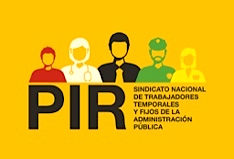 PIR
SINDICATO NACIONAL
DE TRABAJADORES
TEMPORALES
Y FIJOS DE LA
ADMINISTRACIÓN
PÚBLICA